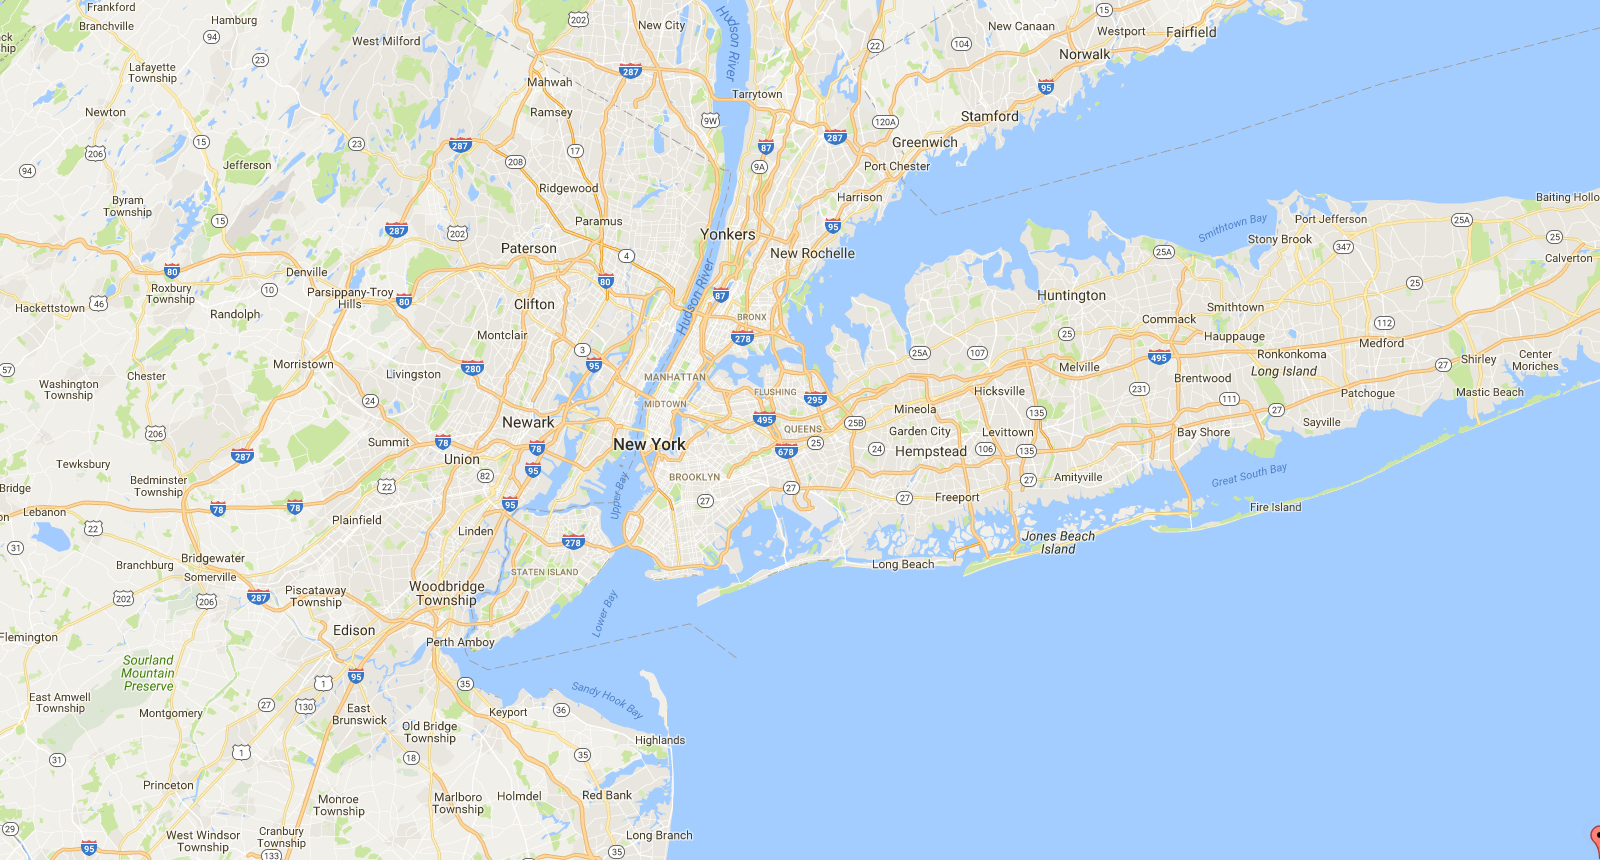 Frankford
Branchville
Hamburg
94
23
West Milford
202
New City
Hudson River
22
104
New Canaan
15
Westport
Fairfield
Norwalk
95
ck
hip
Lafayette
Township
287
Mahwah
Tarrytown
Newton
Ramsey
9W
120A
Stamford
206
15
23
287
208
17
87
287
Greenwich
94
Jefferson
9A
Port Chester
Ridgewood
Harrison
Byram
Township
15
287
202
Paramus
95
Baiting Hollo
Smithtown Bay
Port Jefferson
25A
Yonkers
Stony Brook
347
25
Paterson
4
New Rochelle
25A
Calverton
80
Denville
80
Hudson River
87
Roxbury
Township
10
Parsippany-Troy
Hills
80
25
Hackettstown
46
Clifton
Huntington
Smithtown
Randolph
BRONX
Commack
112
Montclair
278
25
Hauppauge
Medford
3
95
25A
107
495
Ronkonkoma
Shirley
Center
Moriches
57
Morristown
280
Melville
Long Island
27
Livingston
MANHATTAN
Brentwood
Chester
Washington
Township
FLUSHING
295
Hicksville
231
Patchogue
Mastic Beach
24
MIDTOWN
111
Mineola
135
27
Newark
495
25B
Sayville
206
QUEENS
Garden City
Levittown
Bay Shore
Summit
78
78
New York
25
678
24
Hempstead
106
135
287
Union
95
Tewksbury
82
BROOKLYN
27
Great South Bay
Amityville
Bedminster
Township
22
27
Bridge
Upper Bay
27
27
Freeport
78
78
95
Fire Island
on
Lebanon
Plainfield
22
Linden
278
Jones Beach
Island
31
Bridgewater
Branchburg
Somerville
Long Beach
STATEN ISLAND
Woodbridge
Township
202
206
287
Piscataway
Township
Lower Bay
Edison
Flemington
Perth Amboy
Sourland
Mountain
Preserve
95
1
35
Sandy Hook Bay
East Amwell
Township
27
130
East
Brunswick
Keyport
36
Montgomery
Old Bridge
Township
Highlands
31
1
18
35
Princeton
Monroe
Township
Marlboro
Township
Holmdel
Red Bank
29
West Windsor
Township
Cranbury
Township
Long Branch
95
133
35